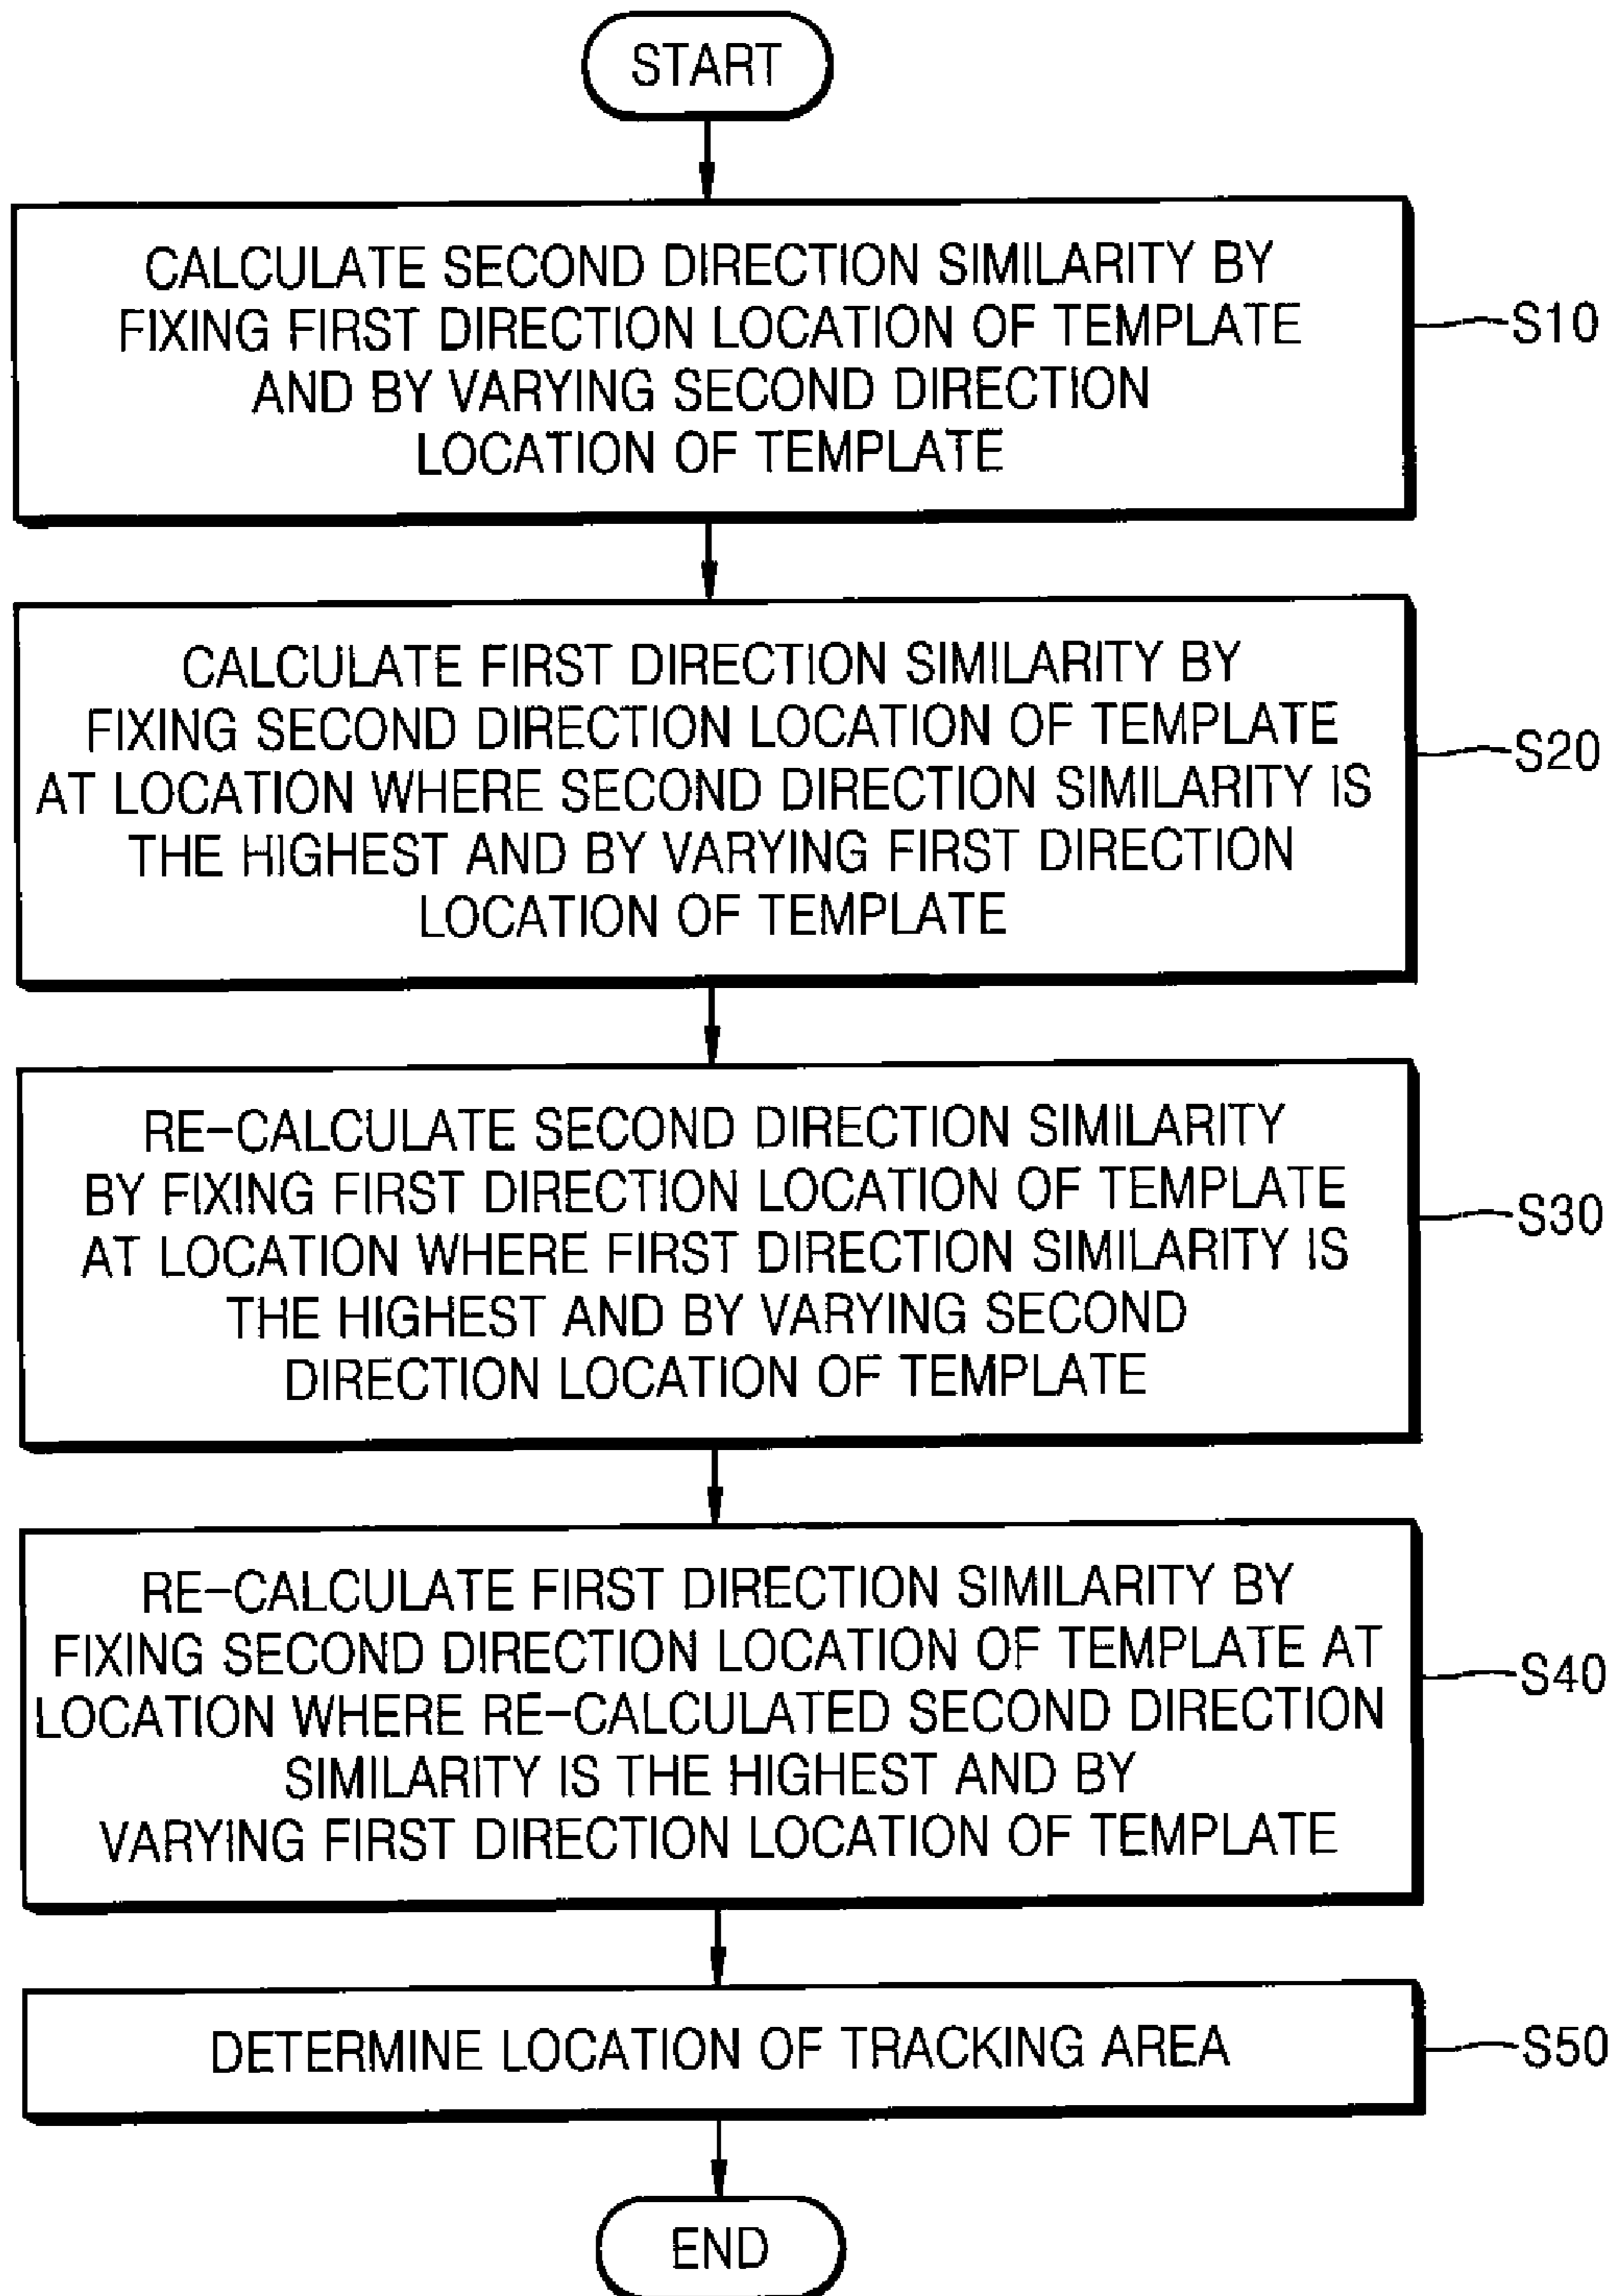 START
CALCULATE SECOND DIRECTION SIMILARITY BY
FIXING FIRST DIRECTION LOCATION OF TEMPLATE
AND BY VARYING SECOND DIRECTION
LOCATION OF TEMPLATE
S10
CALCULATE FIRST DIRECTION SIMILARITY BY
FIXING SECOND DIRECTION LOCATION OF TEMPLATE
AT LOCATION WHERE SECOND DIRECTION SIMILARITY IS
THE HIGHEST AND BY VARYING FIRST DIRECTION
LOCATION OF TEMPLATE
S20
RE-CALCULATE SECOND DIRECTION SIMILARITY
BY FIXING FIRST DIRECTION LOCATION OF TEMPLATE
AT LOCATION WHERE FIRST DIRECTION SIMILARITY IS
THE HIGHEST AND BY VARYING SECOND
DIRECTION LOCATION OF TEMPLATE
S30
RE-CALCULATE FIRST DIRECTION SIMILARITY BY
FIXING SECOND DIRECTION LOCATION OF TEMPLATE AT
LOCATION WHERE RE-CALCULATED SECOND DIRECTION
SIMILARITY IS THE HIGHEST AND BY
VARYING FIRST DIRECTION LOCATION OF TEMPLATE
S40
DETERMINE LOCATION OF TRACKING AREA
S50
END